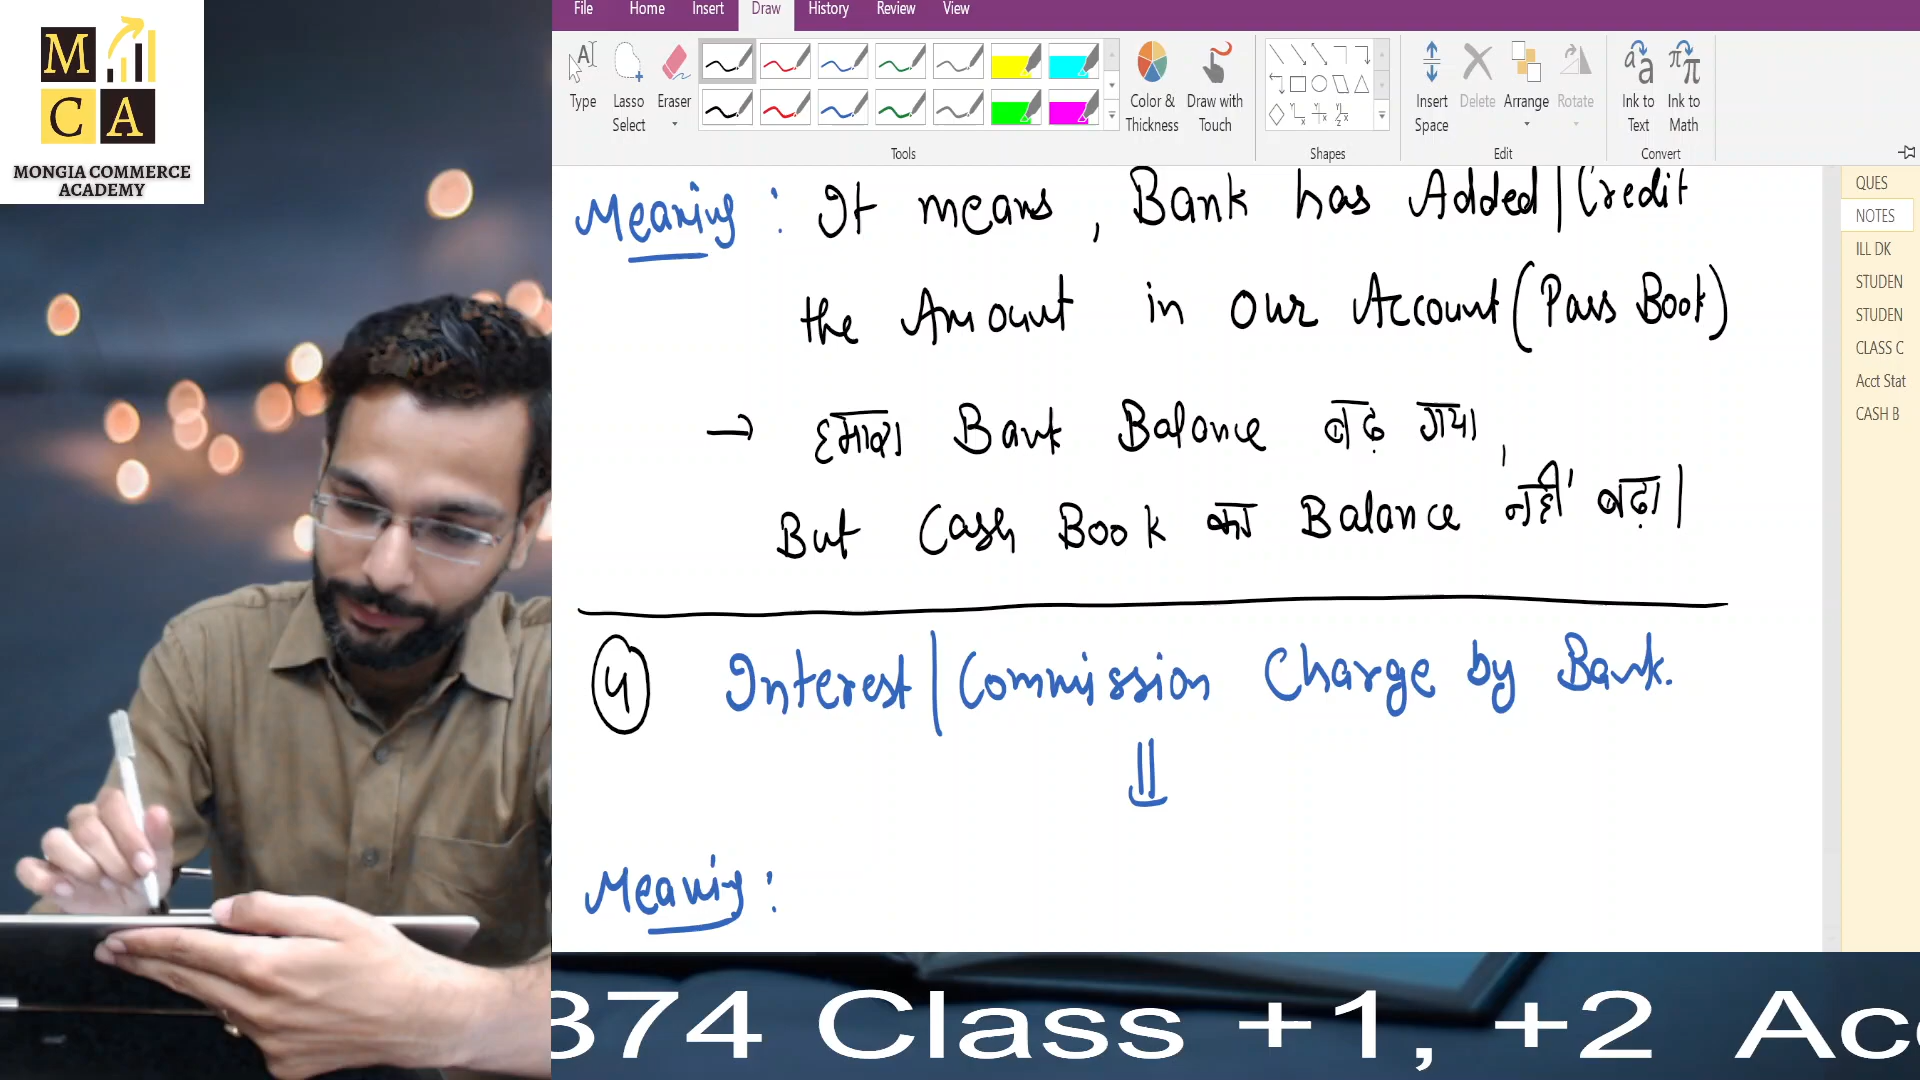 M
C A
MONGIA COMMERCE
ACADEMY
File Home Insert Draw History Review View
Type
Lasso
Select
Eraser
Color &
Thickness
Draw with
Touch
Insert
Space
Delete
Arrange
Rotate
Ink to
Text
Ink to
Math
Tools Shapes Edit Convert
QUES
NOTES
ILL DK
STUDEN
STUDEN
CLASS C
Acct Stat
CASH B
Meaning : It means, Bank has Added | Credit
the Amount in our Account (Pass Book)
→ हमारा Bank Balance बढ़ गया,
But Cash Book का Balance नहीं बढ़ा।
4 Interest | Commission Charge by Bank.
Meaning :
374 Class +1, +2 Acc